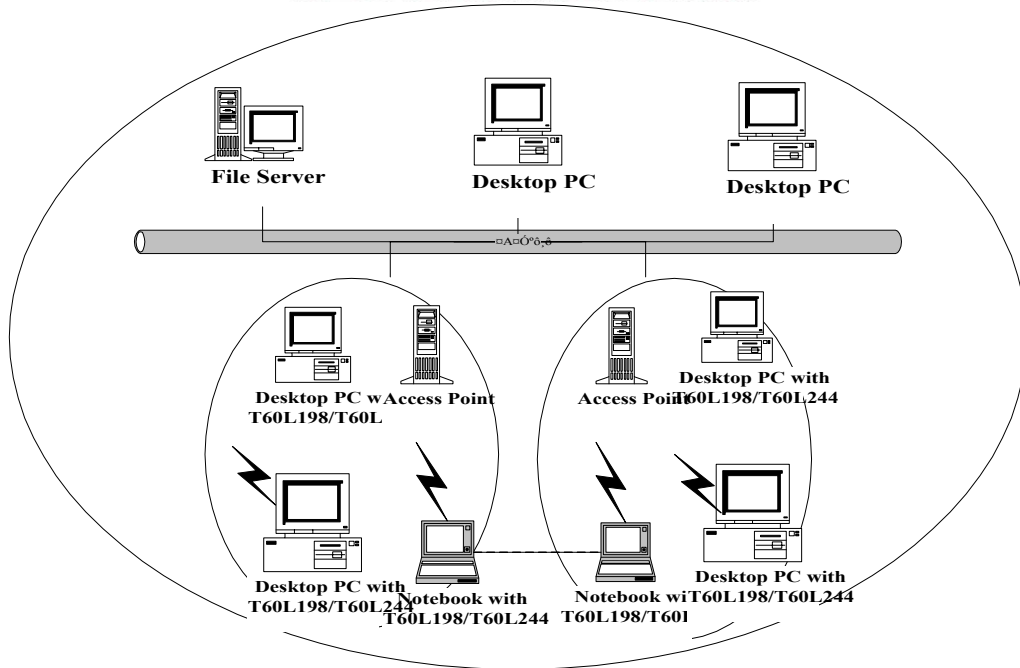 File Server
Desktop PC
Desktop PC
¤A¤Óºô¸ô
Desktop PC w
T60L198/T60L
Access Point
Access Point
Desktop PC with
T60L198/T60L244
Desktop PC with
T60L198/T60L244
Notebook with
T60L198/T60L244
Notebook wi
T60L198/T60l
Desktop PC with
T60L198/T60L244